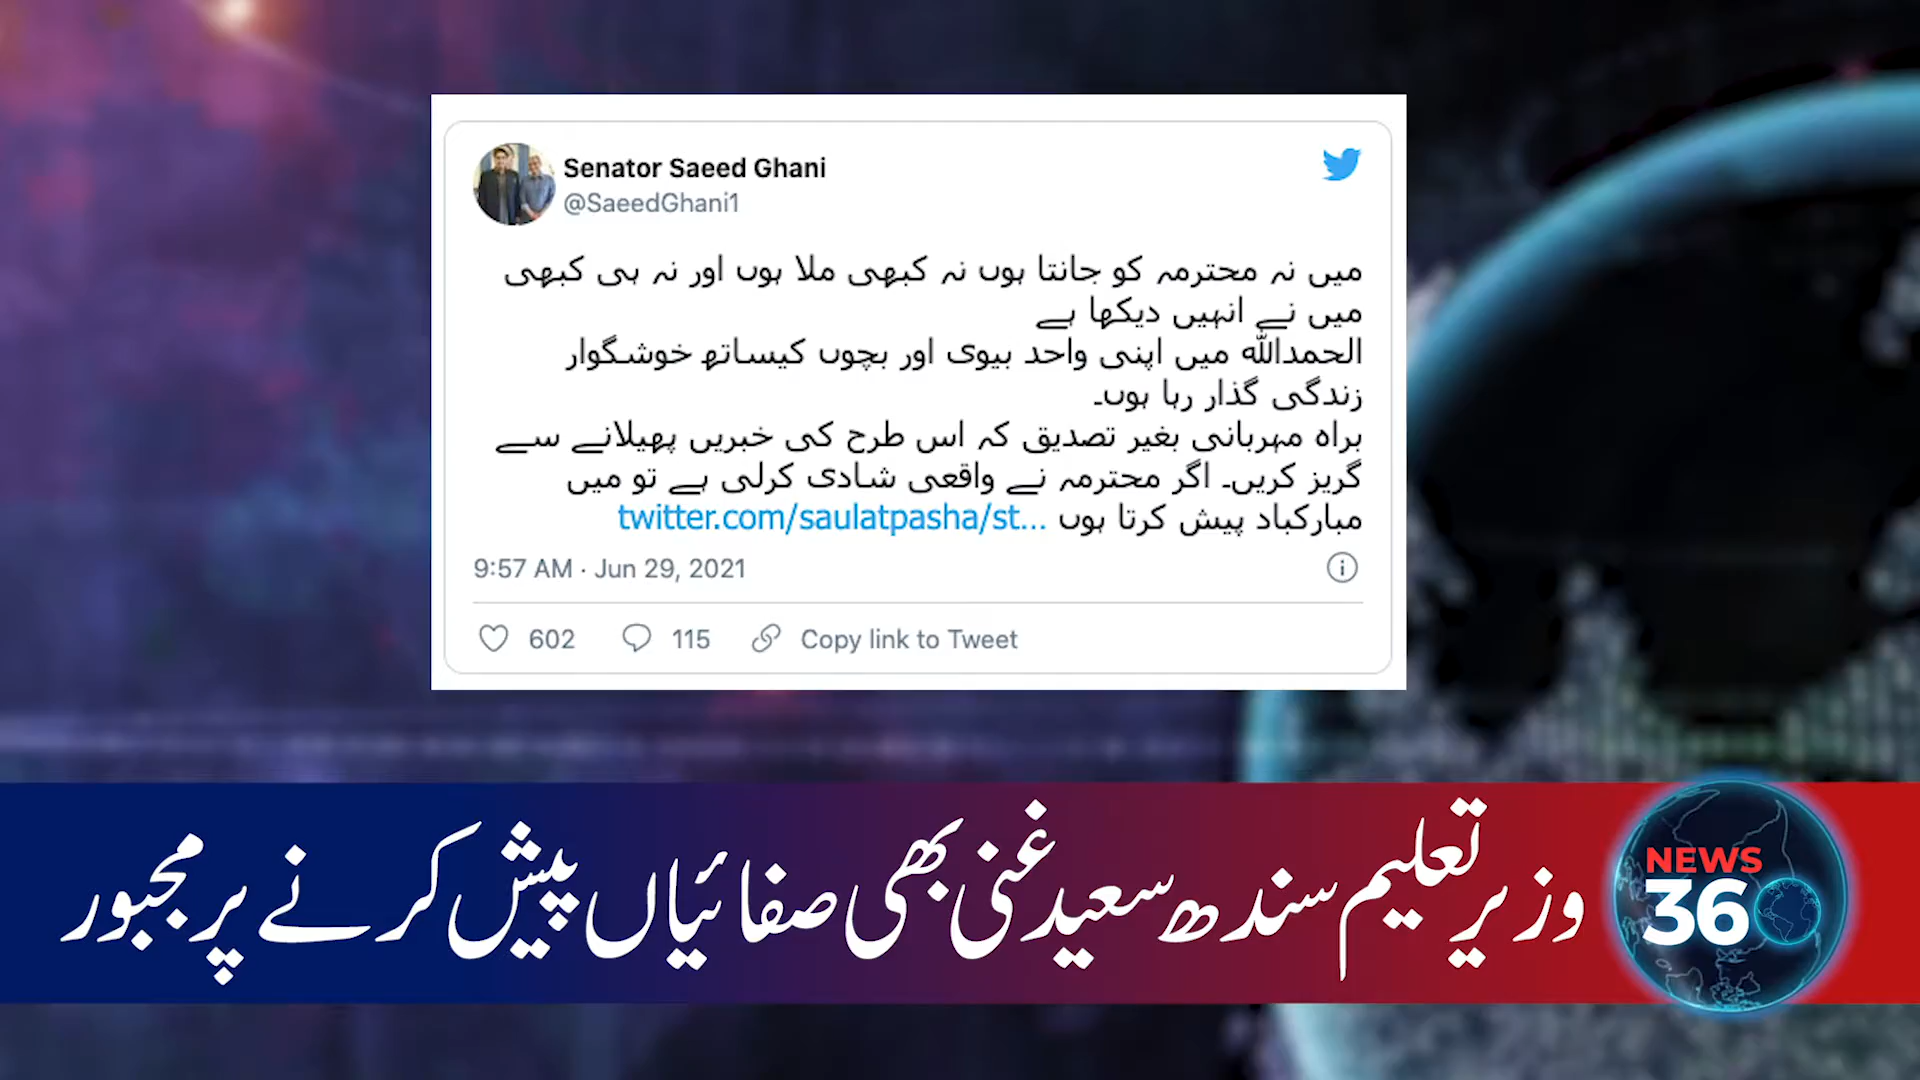 Senator Saeed Ghani
@SaeedGhani1
میں نہ محترمہ کو جانتا ہوں نہ کبھی ملا ہوں اور نہ ہی کبھی
میں نے انہیں دیکھا ہے
الحمدالله میں اپنی واحد بیوی اور بچوں کیساتھ خوشگوار
زندگی گذار رہا ہوں۔
براہ مہربانی بغیر تصدیق کہ اس طرح کی خبریں پھیلانے سے
گریز کریں۔ اگر محترمہ نے واقعی شادی کرلی ہے تو میں
مبارکباد پیش کرتا ہوں twitter.com/saulatpasha/st…
9:57 AM · Jun 29, 2021
602 115 Copy link to Tweet
وزیر تعلیم سندھ سعید غنی بھی صفائیاں پیش کرنے پر مجبور
NEWS
360